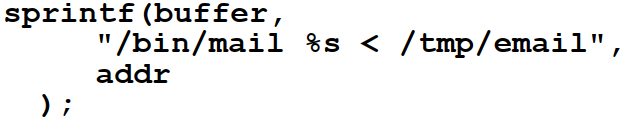 sprintf(buffer,
"/bin/mail %s < /tmp/email",
addr
);